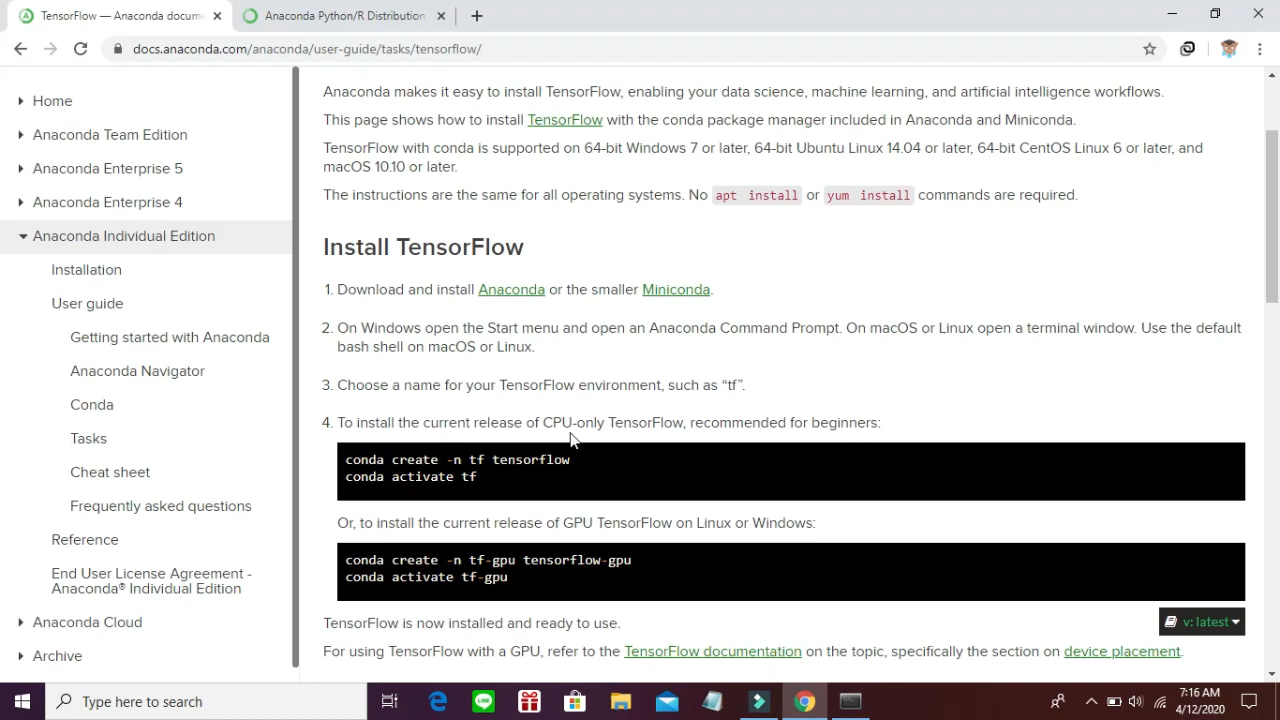 TensorFlow — Anaconda docume
Anaconda Python/R Distribution
docs.anaconda.com/anaconda/user-guide/tasks/tensorflow/
Home
Anaconda Team Edition
Anaconda Enterprise 5
Anaconda Enterprise 4
Anaconda Individual Edition
Installation
User guide
Getting started with Anaconda
Anaconda Navigator
Conda
Tasks
Cheat sheet
Frequently asked questions
Reference
End User License Agreement -
Anaconda® Individual Edition
Anaconda Cloud
Archive
Anaconda makes it easy to install TensorFlow, enabling your data science, machine learning, and artificial intelligence workflows.
This page shows how to install TensorFlow with the conda package manager included in Anaconda and Miniconda.
TensorFlow with conda is supported on 64-bit Windows 7 or later, 64-bit Ubuntu Linux 14.04 or later, 64-bit CentOS Linux 6 or later, and
macOS 10.10 or later.
The instructions are the same for all operating systems. No apt install or yum install commands are required.
Install TensorFlow
1. Download and install Anaconda or the smaller Miniconda.
2. On Windows open the Start menu and open an Anaconda Command Prompt. On macOS or Linux open a terminal window. Use the default
bash shell on macOS or Linux.
3. Choose a name for your TensorFlow environment, such as “tf”.
4. To install the current release of CPU-only TensorFlow, recommended for beginners:
conda create -n tf tensorflow
conda activate tf
Or, to install the current release of GPU TensorFlow on Linux or Windows:
conda create -n tf-gpu tensorflow-gpu
conda activate tf-gpu
v: latest
TensorFlow is now installed and ready to use.
For using TensorFlow with a GPU, refer to the TensorFlow documentation on the topic, specifically the section on device placement.
Type here to search
LINE
7:16 AM
4/12/2020